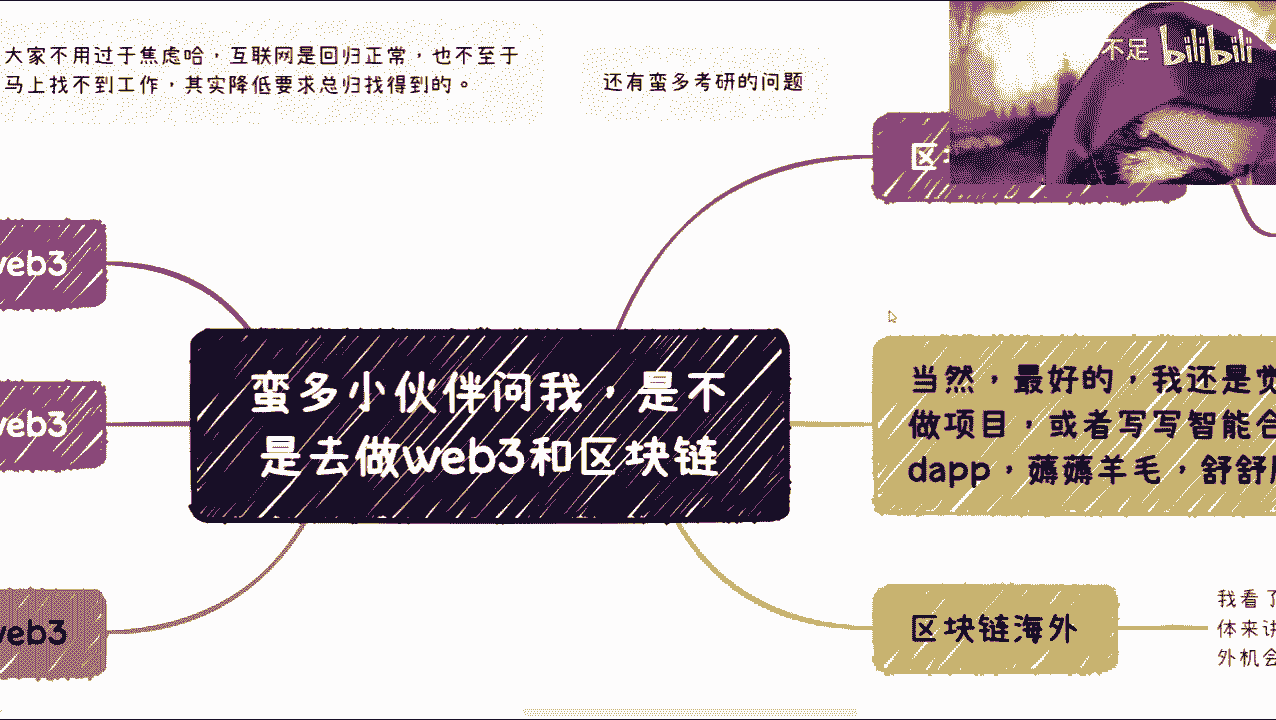 大家不用过于焦虑哈，互联网是回归正常，也不至于
马上找不到工作，其实降低要求总归找得到的。
还有蛮多考研的问题
不足 bilibili
区
web3
web3
web3
蛮多小伙伴问我，是不
是去做web3和区块链
当然，最好的，我还是觉
做项目，或者写写智能合
dapp，薅薅羊毛，舒舒
区块链海外
我看了
体来讲
外机会